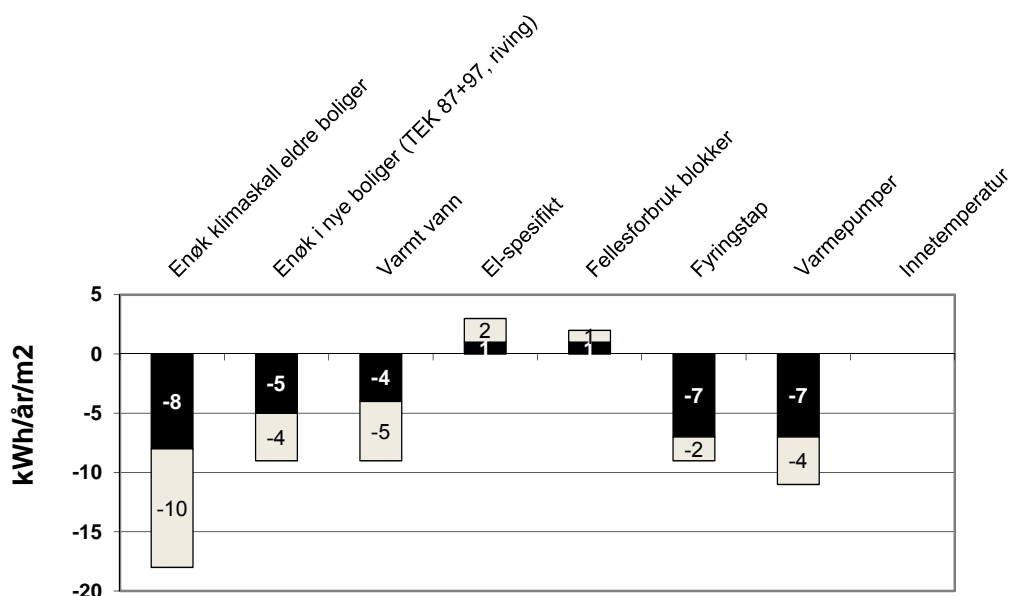 Enøk klimaskall eldre boliger
Enøk i nye boliger (TEK 87+97, riving)
Varmt vann
El-spesifikt
Fellesforbruk blokker
Fyringstap
Varmepumper
Innetemperatur
kWh/år/m2
5
0
-5
-10
-15
-20
-8
-10
-5
-4
-4
-5
2
1
1
1
-7
-2
-7
-4